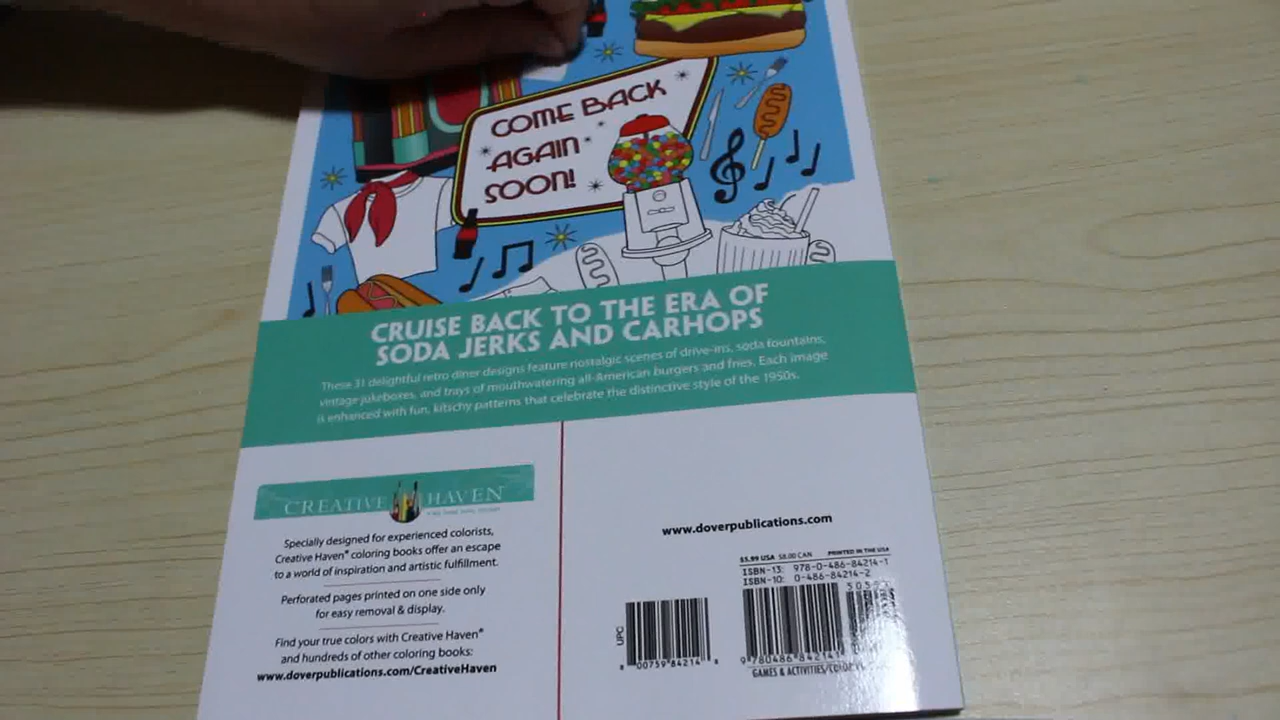 COME BACK
AGAIN
SOON!
CRUISE BACK TO THE ERA OF
SODA JERKS AND CARHOPS
These 31 delightful retro diner designs feature nostalgic scenes of drive-ins, soda fountains,
vintage jukeboxes, and trays of mouthwatering all-American burgers and fries. Each image
is enhanced with fun, kitschy patterns that celebrate the distinctive style of the 1950s.
CREATIVE HAVEN
Specially designed for experienced colorists,
Creative Haven® coloring books offer an escape
to a world of inspiration and artistic fulfillment.
Perforated pages printed on one side only
for easy removal & display.
Find your true colors with Creative Haven®
and hundreds of other coloring books:
www.doverpublications.com/CreativeHaven
www.doverpublications.com
$5.99 USA $8.00 CAN PRINTED IN THE USA
ISBN-13: 978-0-486-84214-1
ISBN-10: 0-486-84214-2
UPC
8 00759 84214 8
9 780486 84214
GAMES & ACTIVITIES/